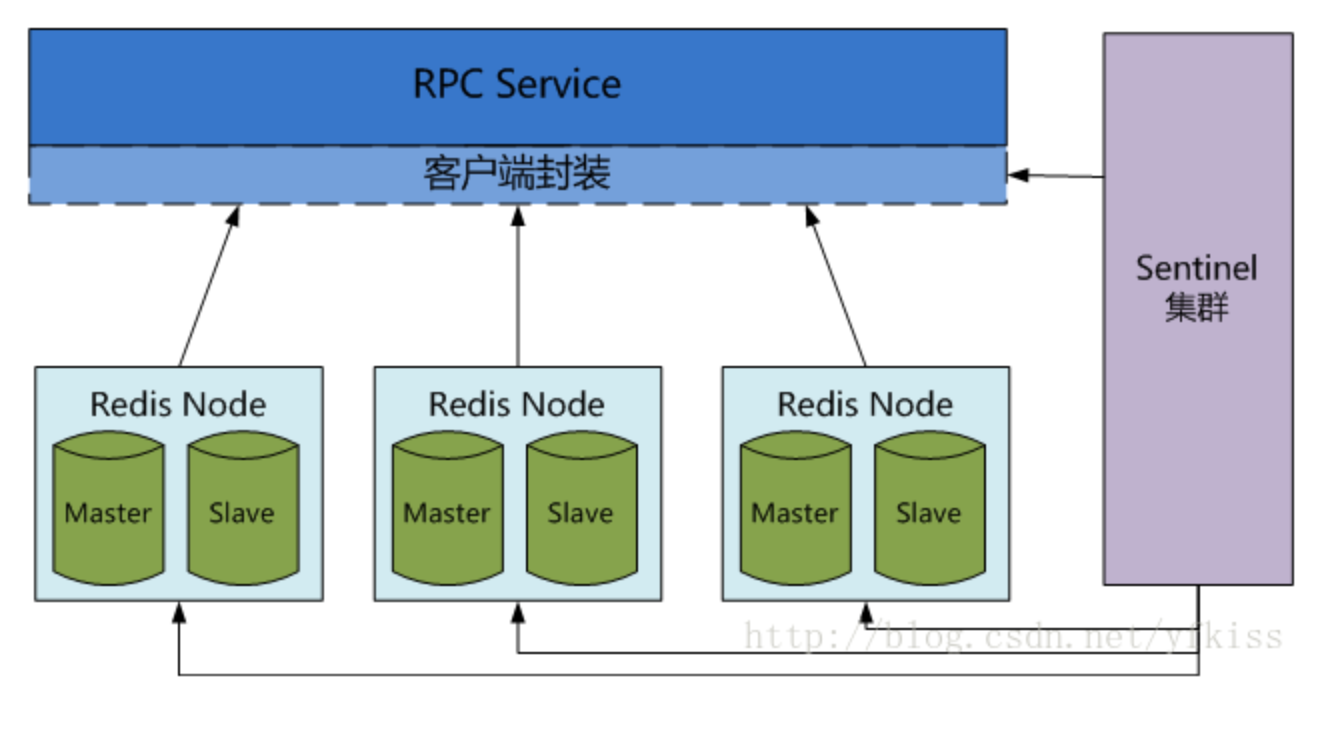 RPC Service
客户端封装
Sentinel
集群
Redis Node
Master
Slave
Redis Node
Master
Slave
Redis Node
Master
Slave
http://blog.csdn.net/yfkiss